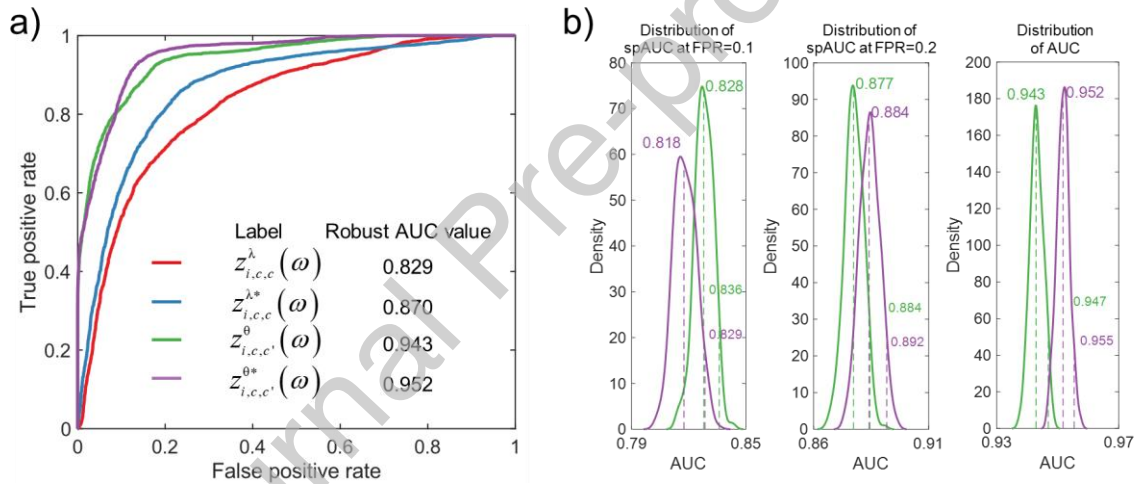 a)
1
0.8
0.6
0.4
0.2
0
True positive rate
0 0.2 0.4 0.6 0.8 1
False positive rate
Label Robust AUC value
z^λ_{i,c,c}(ω) 0.829
z^{λ*}_{i,c,c}(ω) 0.870
z^θ_{i,c,c'}(ω) 0.943
z^{θ*}_{i,c,c'}(ω) 0.952
b)
Distribution of
spAUC at FPR=0.1
80
70
60
50
40
30
20
10
0
Density
0.828
0.818
0.836
0.829
0.79 0.85
AUC
Distribution of
spAUC at FPR=0.2
100
90
80
70
60
50
40
30
20
10
0
Density
0.877
0.884
0.884
0.892
0.86 0.91
AUC
Distribution
of AUC
200
180
160
140
120
100
80
60
40
20
0
Density
0.943
0.952
0.947
0.955
0.93 0.97
AUC
rnal Pre-pr